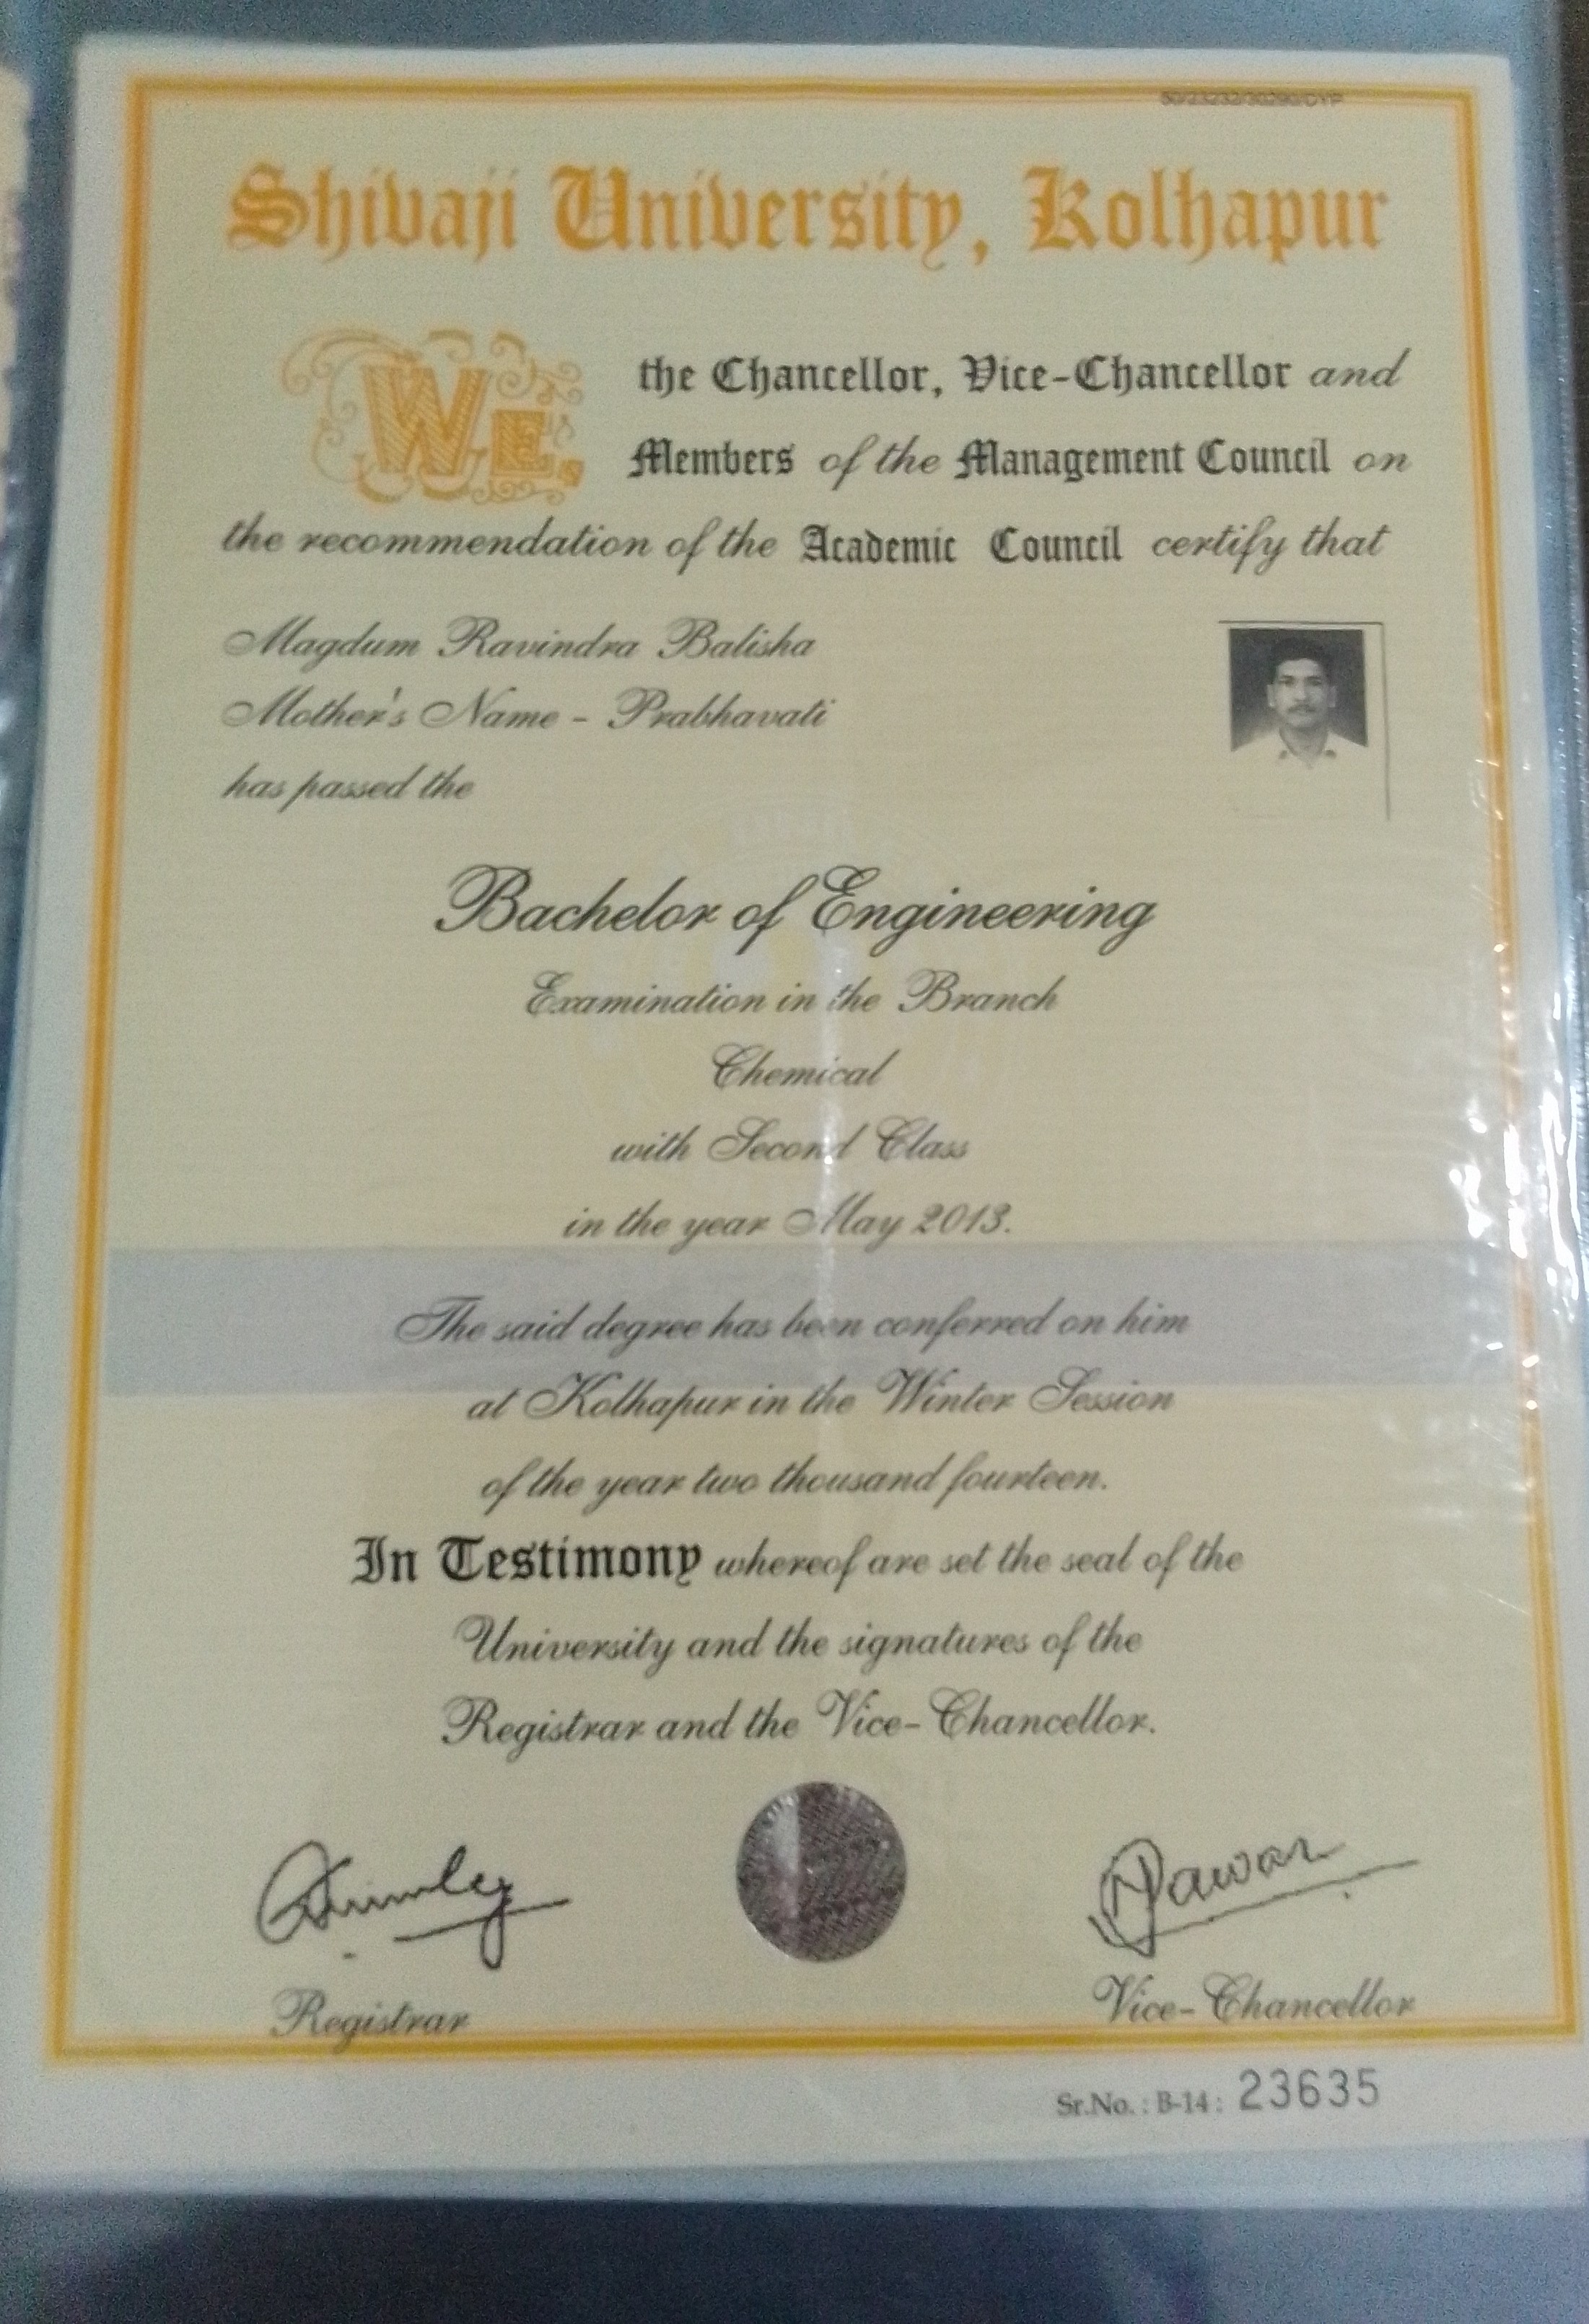 Shivaji University, Kolhapur
WE, the Chancellor, Vice-Chancellor and
Members of the Management Council on
the recommendation of the Academic Council certify that
Magdum Ravindra Balisha
Mother's Name - Prabhavati
has passed the
Bachelor of Engineering
Examination in the Branch
Chemical
with Second Class
in the year May 2013.
The said degree has been conferred on him
at Kolhapur in the Winter Session
of the year two thousand fourteen.
In Testimony whereof are set the seal of the
University and the signatures of the
Registrar and the Vice-Chancellor.
Pawar
Registrar
Vice-Chancellor
Sr.No. : B-14 : 23635